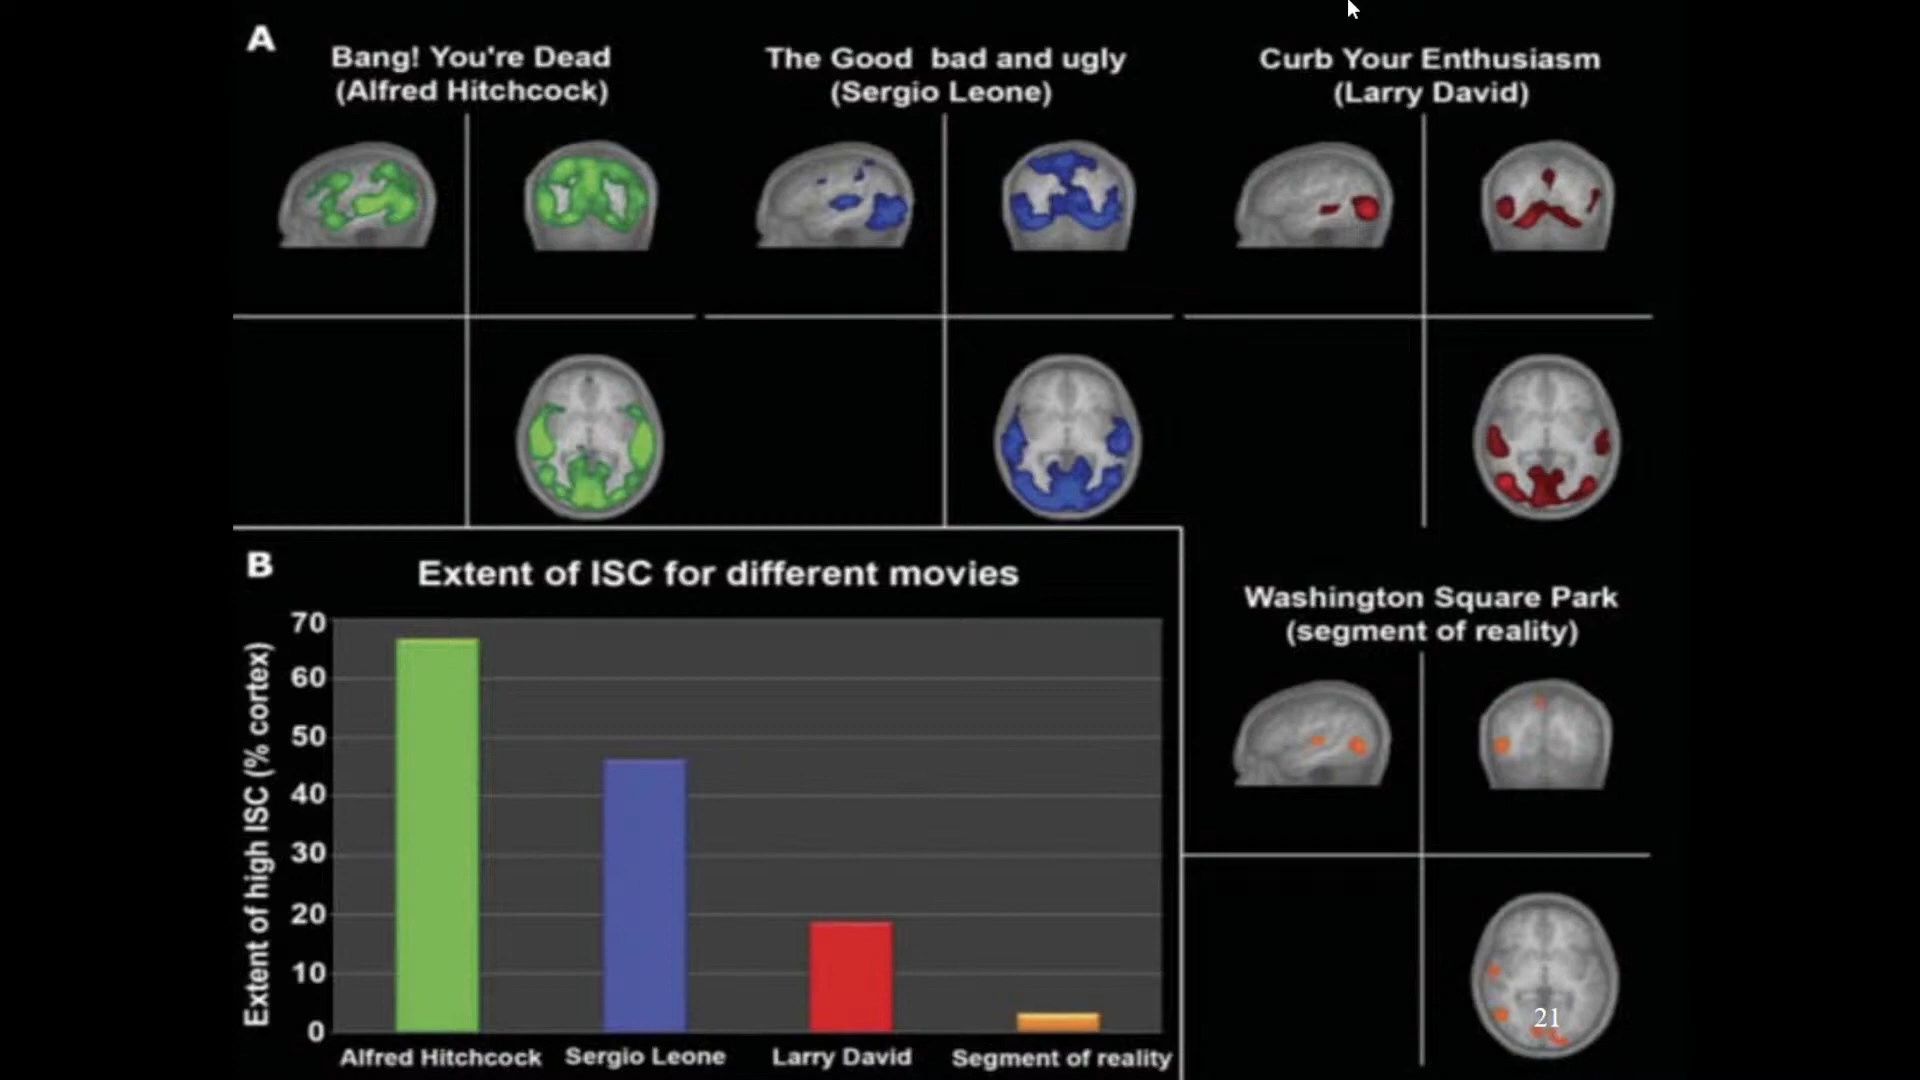 A
Bang! You're Dead
(Alfred Hitchcock)
The Good bad and ugly
(Sergio Leone)
Curb Your Enthusiasm
(Larry David)
B
Extent of ISC for different movies
Extent of high ISC (% cortex)
70
60
50
40
30
20
10
0
Alfred Hitchcock
Sergio Leone
Larry David
Segment of reality
Washington Square Park
(segment of reality)
21